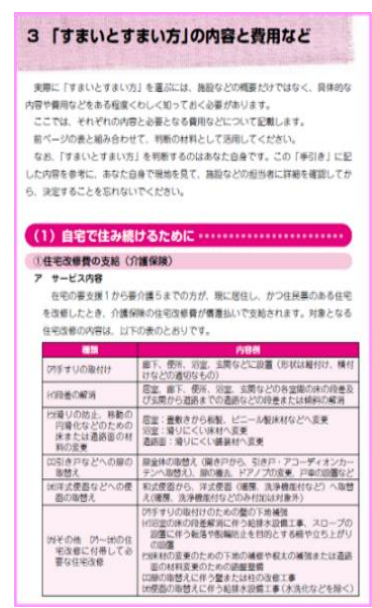 3 「すまいとすまい方」の内容と費用など
実際に「すまいとすまい方」を選ぶには、施設などの概要だけではなく、具体的な
内容や費用などをある程度くわしく知っておく必要があります。
ここでは、それぞれの内容と必要となる費用などについて記載します。
前ページの表と組み合わせて、判断の材料として活用してください。
なお、「すまいとすまい方」を判断するのはあなた自身です。この「手引き」に記
した内容を参考に、あなた自身で現地を見て、施設などの担当者に詳細を確認してか
ら、決定することを忘れないでください。
(1) 自宅で住み続けるために
①住宅改修費の支給（介護保険）
ア サービス内容
在宅の要支援1から要介護5までの方が、現に居住し、かつ住民票のある住宅
を改修したとき、介護保険の住宅改修費が償還払いで支給されます。対象となる
住宅改修の内容は、以下の表のとおりです。
種類 内容例
(ア)手すりの取付け
廊下、便所、浴室、玄関などに設置（形状は縦付け、横付
けなどの適切なもの）
(イ)段差の解消
居室、廊下、便所、浴室、玄関などの各室間の床の段差及
び玄関から道路までの通路などの段差または傾斜の解消
(ウ)滑りの防止、移動の
円滑化などのための
床または通路面の材
料の変更
居室：畳敷きから板製、ビニール製床材などへ変更
浴室：滑りにくい床材へ変更
通路面：滑りにくい舗装材へ変更
(エ)引き戸などへの扉の
取替え
扉全体の取替え（開き戸から、引き戸・アコーディオンカー
テンへ取替え）、扉の撤去、ドアノブの変更、戸車の設置など
(オ)洋式便器などへの便
器の取替え
和式便器から、洋式便器（暖房、洗浄機能付など）へ取替
え（暖房、洗浄機能付などのみ付加は対象外）
(カ)その他 (ア)～(オ)の住
宅改修に付帯して必
要な住宅改修
(ア)手すりの取付けのための壁の下地補強
(イ)浴室の床の段差解消に伴う給排水設備工事、スロープの
設置に伴う転落や脱輪防止を目的とする柵や立ち上がり
の設置
(ウ)床材の変更のための下地の補修や根太の補強または通路
面の材料変更のための路盤整備
(エ)扉の取替えに伴う壁または柱の改修工事
(オ)便器の取替えに伴う給排水設備工事（水洗化などを除く）